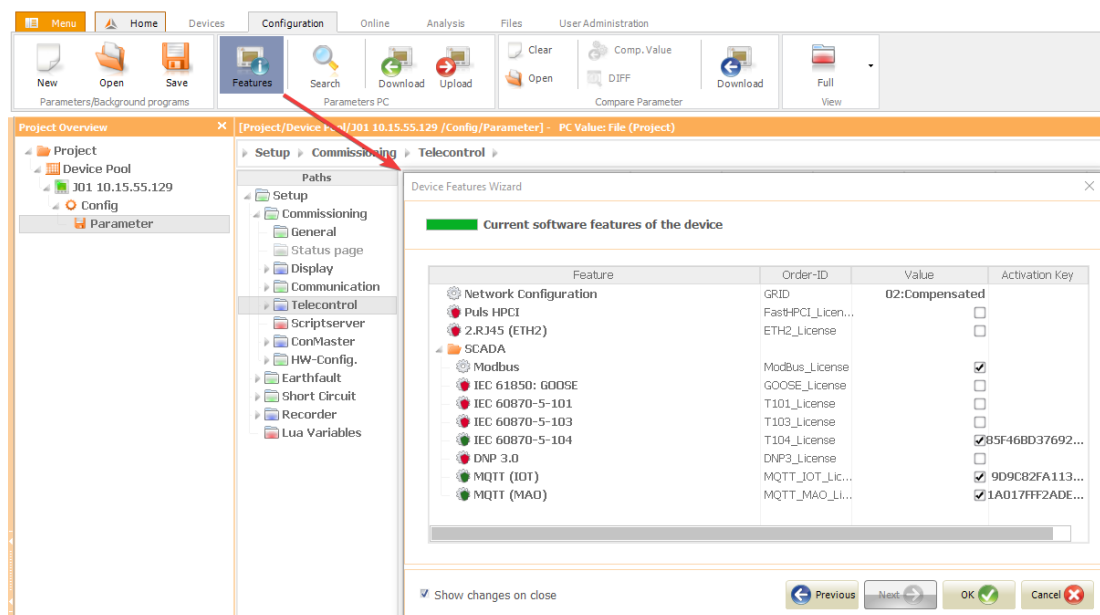 Menu Home Devices Configuration Online Analysis Files User Administration
New Open Save Features Search Download Upload Clear Open Comp. Value DIFF Download Full
Parameters/Background programs Parameters PC Compare Parameter View
Project Overview
[Project/Device Pool/J01 10.15.55.129 /Config/Parameter] - PC Value: File (Project)
Project
Device Pool
J01 10.15.55.129
Config
Parameter
Setup Commissioning Telecontrol
Paths
Setup
Commissioning
General
Status page
Display
Communication
Telecontrol
Scriptserver
ConMaster
HW-Config.
Earthfault
Short Circuit
Recorder
Lua Variables
Device Features Wizard
Current software features of the device
Feature Order-ID Value Activation Key
Network Configuration GRID 02:Compensated
Puls HPCI FastHPCI_Licen...
2.RJ45 (ETH2) ETH2_License
SCADA
Modbus ModBus_License
IEC 61850: GOOSE GOOSE_License
IEC 60870-5-101 T101_License
IEC 60870-5-103 T103_License
IEC 60870-5-104 T104_License 85F46BD37692...
DNP 3.0 DNP3_License
MQTT (IOT) MQTT_IOT_Lic... 9D9C82FA113...
MQTT (MAO) MQTT_MAO_Li... 1A017FFF2ADE...
Show changes on close Previous Next OK Cancel